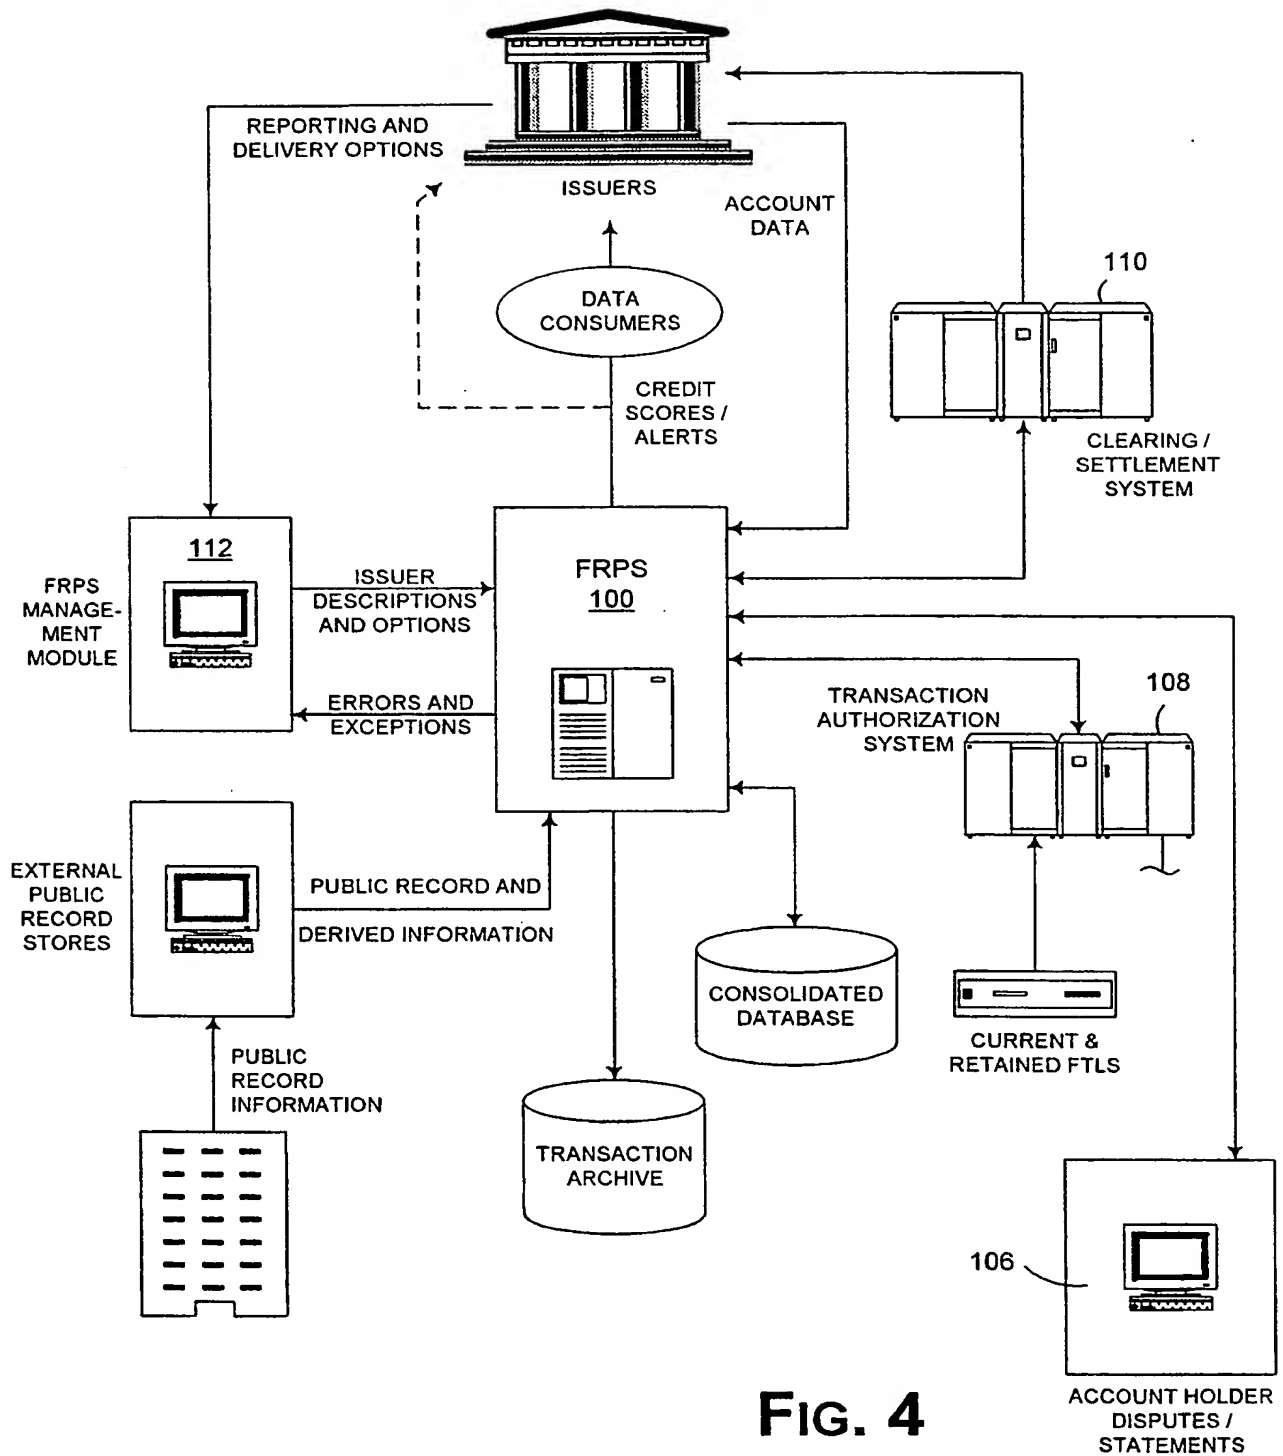 REPORTING AND
DELIVERY OPTIONS
ISSUERS
ACCOUNT
DATA
110
DATA
CONSUMERS
CREDIT
SCORES /
ALERTS
CLEARING /
SETTLEMENT
SYSTEM
112
FRPS
MANAGE-
MENT
MODULE
ISSUER
DESCRIPTIONS
AND OPTIONS
FRPS
100
ERRORS AND
EXCEPTIONS
TRANSACTION
AUTHORIZATION
SYSTEM
108
EXTERNAL
PUBLIC
RECORD
STORES
PUBLIC RECORD AND
DERIVED INFORMATION
CONSOLIDATED
DATABASE
CURRENT &
RETAINED FTLS
PUBLIC
RECORD
INFORMATION
TRANSACTION
ARCHIVE
106
ACCOUNT HOLDER
DISPUTES /
STATEMENTS
FIG. 4